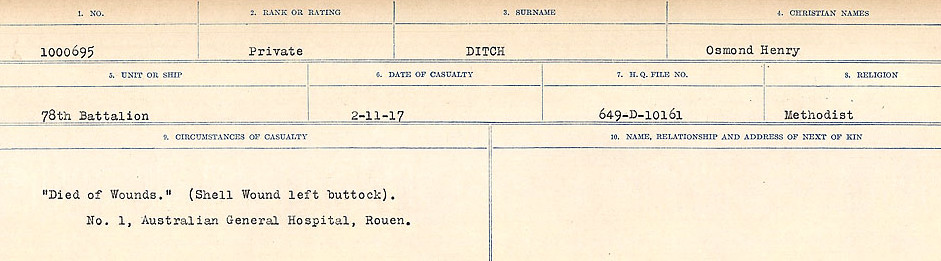 1. NO. 2. RANK OR RATING 3. SURNAME 4. CHRISTIAN NAMES
1000695 Private DITCH Osmond Henry
5. UNIT OR SHIP 6. DATE OF CASUALTY 7. H.Q. FILE NO. 8. RELIGION
78th Battalion 2-11-17 649-D-10161 Methodist
9. CIRCUMSTANCES OF CASUALTY 10. NAME, RELATIONSHIP AND ADDRESS OF NEXT OF KIN
"Died of Wounds." (Shell Wound left buttock).
No. 1, Australian General Hospital, Rouen.